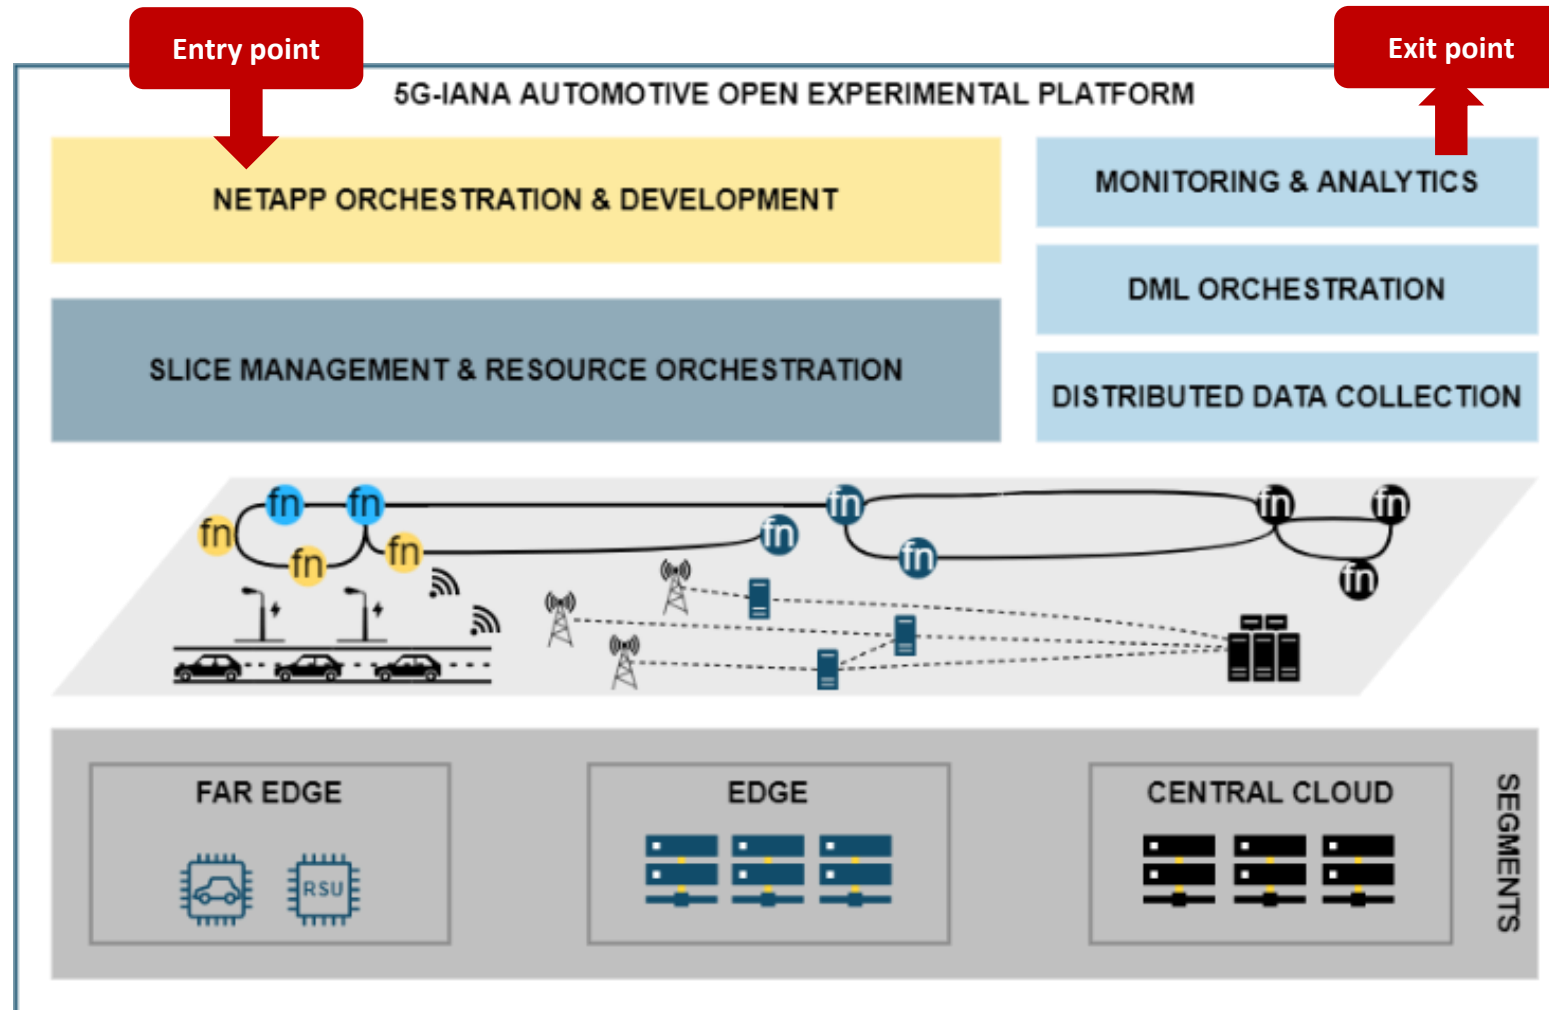 Entry point
Exit point
5G-IANA AUTOMOTIVE OPEN EXPERIMENTAL PLATFORM
NETAPP ORCHESTRATION & DEVELOPMENT
MONITORING & ANALYTICS
DML ORCHESTRATION
SLICE MANAGEMENT & RESOURCE ORCHESTRATION
DISTRIBUTED DATA COLLECTION
fn
fn
fn
fn
fn
fn
fn
fn
fn
fn
fn
fn
FAR EDGE
EDGE
CENTRAL CLOUD
SEGMENTS
RSU